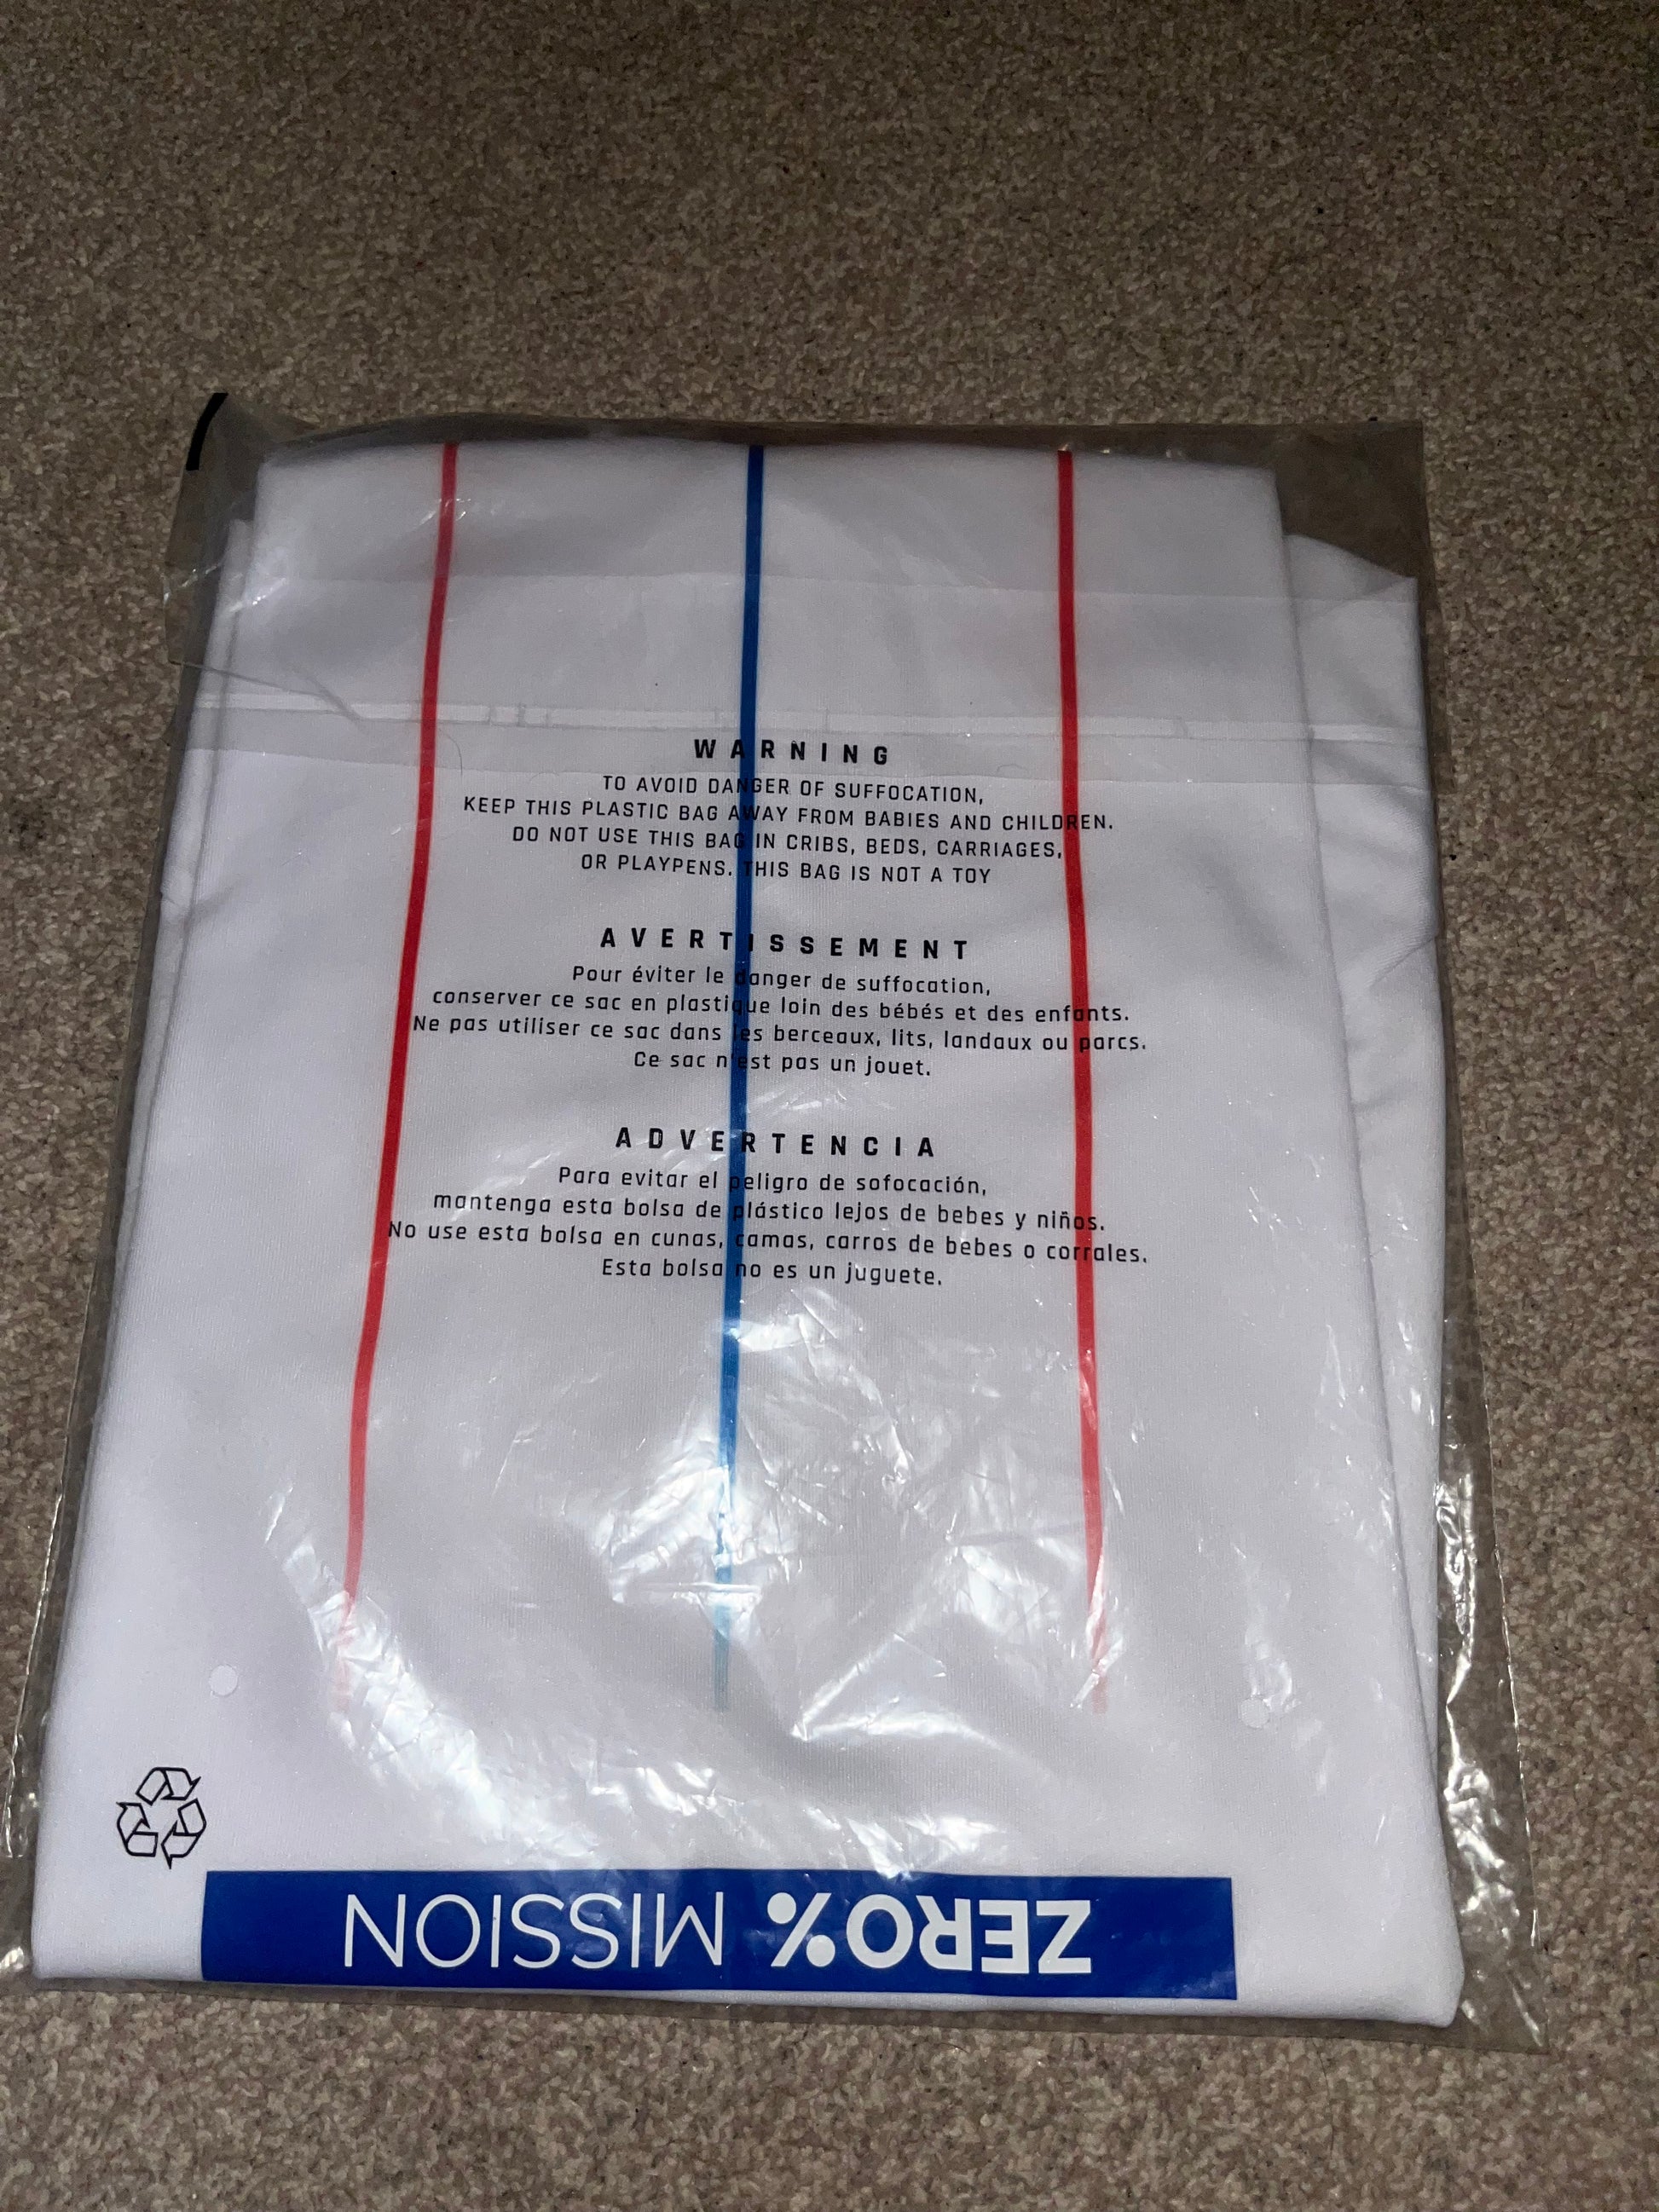 WARNING
TO AVOID DANGER OF SUFFOCATION,
KEEP THIS PLASTIC BAG AWAY FROM BABIES AND CHILDREN.
DO NOT USE THIS BAG IN CRIBS, BEDS, CARRIAGES,
OR PLAYPENS. THIS BAG IS NOT A TOY
AVERTISSEMENT
Pour éviter le danger de suffocation,
conserver ce sac en plastique loin des bébés et des enfants.
Ne pas utiliser ce sac dans les berceaux, lits, landaux ou parcs.
Ce sac n'est pas un jouet.
ADVERTENCIA
Para evitar el peligro de sofocación,
mantenga esta bolsa de plástico lejos de bebes y niños.
No use esta bolsa en cunas, camas, carros de bebes o corrales.
Esta bolsa no es un juguete.
ZERO% MISSION